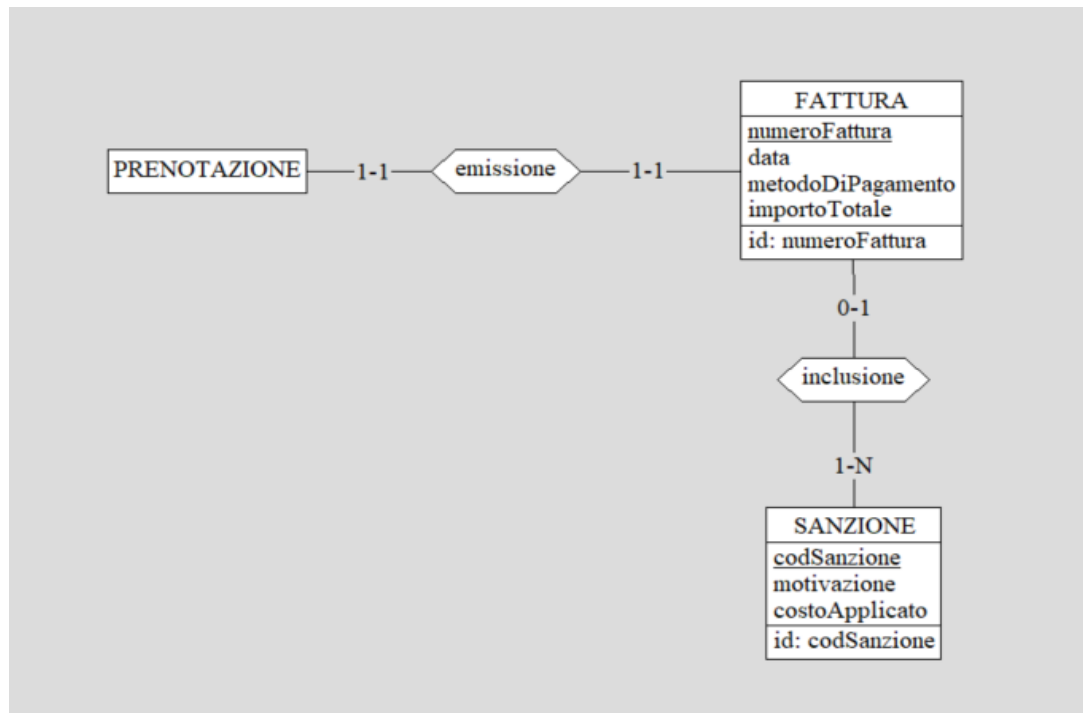 FATTURA
numeroFattura
data
metodoDiPagamento
importoTotale
id: numeroFattura
PRENOTAZIONE
1-1
emissione
1-1
0-1
inclusione
1-N
SANZIONE
codSanzione
motivazione
costoApplicato
id: codSanzione